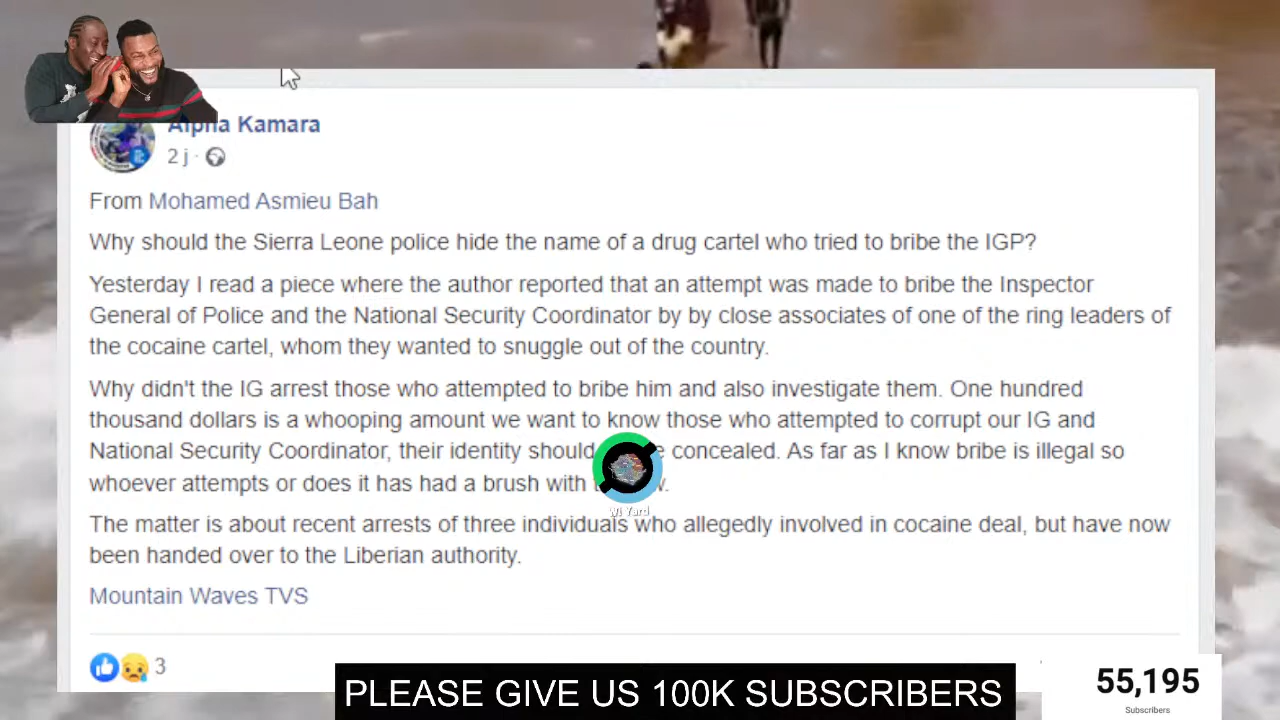 Alpha Kamara
2 j ·
From Mohamed Asmieu Bah
Why should the Sierra Leone police hide the name of a drug cartel who tried to bribe the IGP?
Yesterday I read a piece where the author reported that an attempt was made to bribe the Inspector
General of Police and the National Security Coordinator by by close associates of one of the ring leaders of
the cocaine cartel, whom they wanted to snuggle out of the country.
Why didn't the IG arrest those who attempted to bribe him and also investigate them. One hundred
thousand dollars is a whooping amount we want to know those who attempted to corrupt our IG and
National Security Coordinator, their identity should concealed. As far as I know bribe is illegal so
whoever attempts or does it has had a brush with
WI Yard
The matter is about recent arrests of three individuals who allegedly involved in cocaine deal, but have now
been handed over to the Liberian authority.
Mountain Waves TVS
3
PLEASE GIVE US 100K SUBSCRIBERS
55,195
Subscribers